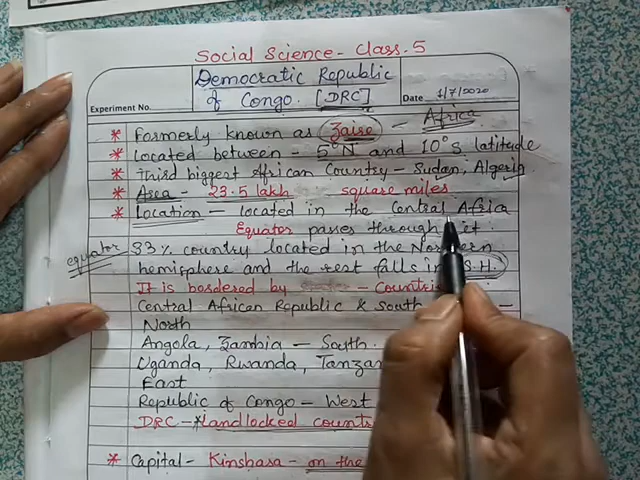 Social Science - Class.5
Democratic Republic
of Congo. [DRC]
Experiment No.
Date 1/7/2020
* Formerly known as Zaise - Africa
* Located between - 5°N and 10°S latitude
* Third biggest African Country - Sudan, Algeria
* Area - 23.5 lakh square miles
* Location - located in the Central Africa
Equator passes through it
equator
33% country located in the Northern
hemisphere and the rest falls in S.H.
It is bordered by - Countri
Central African Republic & South
North
Angola, Zambia - South.
Uganda, Rwanda, Tanzan
East
Republic of Congo - West
DRC - * landlocked countr
* Capital - Kinshasa - on the